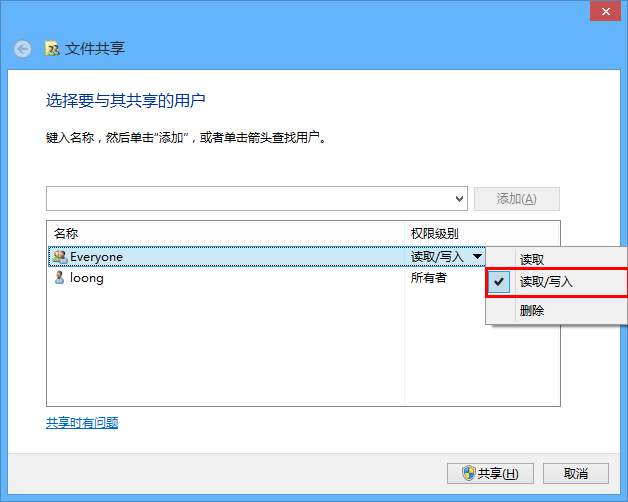 文件共享
选择要与其共享的用户
键入名称，然后单击"添加"，或者单击箭头查找用户。
添加(A)
名称 权限级别
Everyone 读取/写入
loong 所有者
读取
读取/写入
删除
共享时有问题
共享(H) 取消